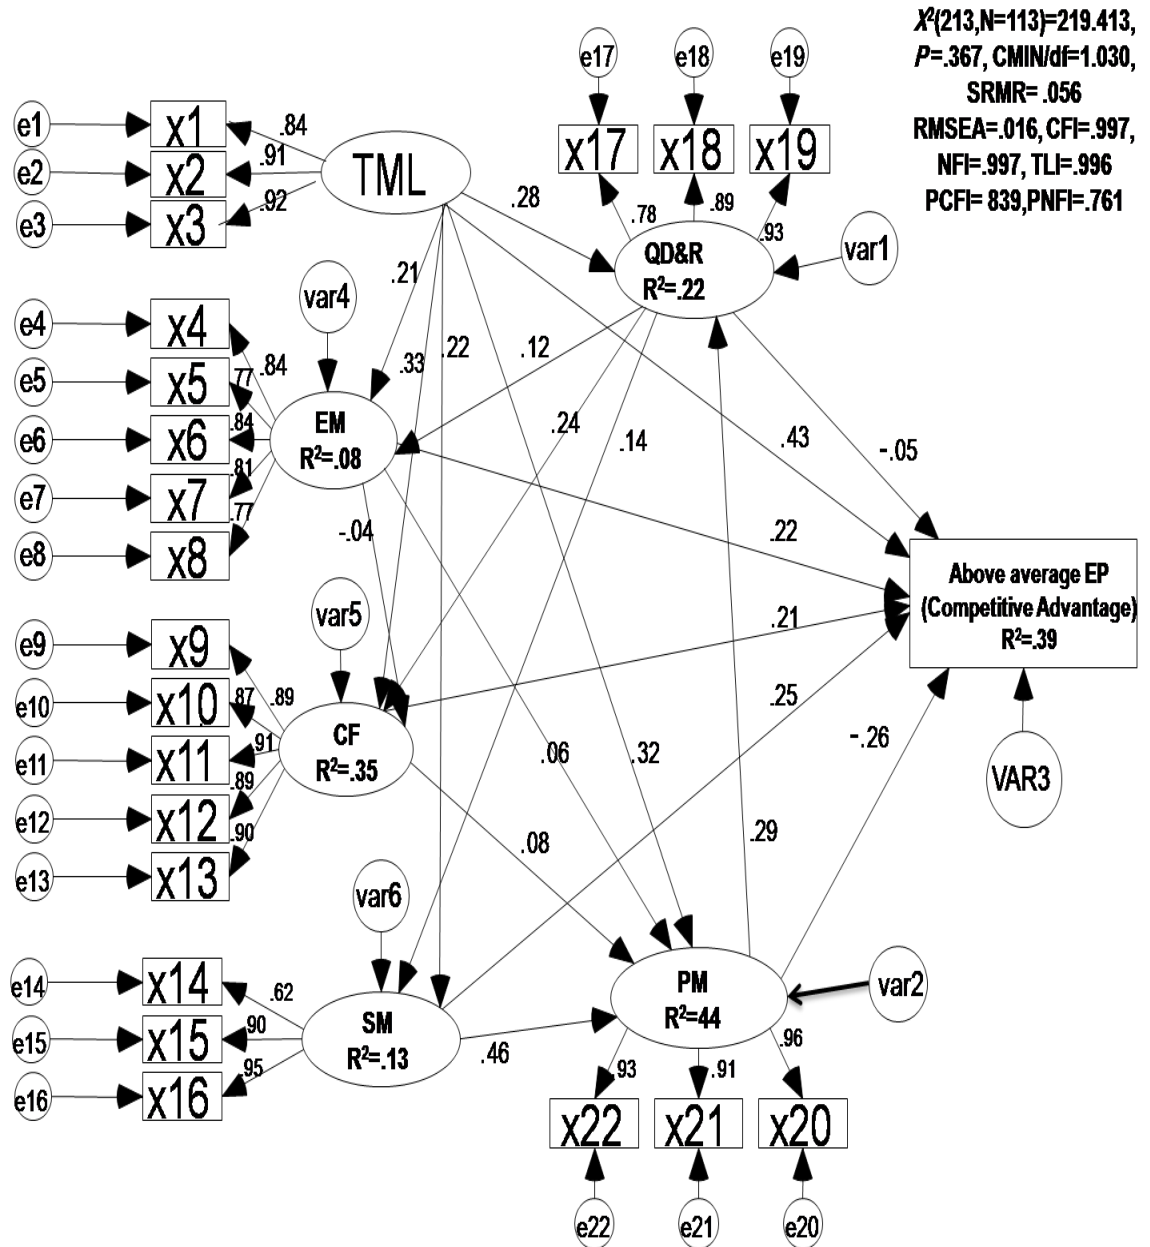 X²(213,N=113)=219.413,
P=.367, CMIN/df=1.030,
SRMR= .056
RMSEA=.016, CFI=.997,
NFI=.997, TLI=.996
PCFI= 839,PNFI=.761
e17
e18
e19
x17
x18
x19
.78
.89
.93
QD&R
R²=.22
var1
e1
x1
.84
e2
x2
.91
e3
x3
.92
TML
.28
.21
.33
.22
.12
.24
.14
.43
-.05
var4
EM
R²=.08
e4
x4
.84
e5
x5
.77
e6
x6
.84
e7
x7
.81
e8
x8
.77
-.04
.22
.21
.25
-.26
Above average EP
(Competitive Advantage)
R²=.39
VAR3
var5
CF
R²=.35
e9
x9
.89
e10
x10
.87
e11
x11
.91
e12
x12
.89
e13
x13
.90
.06
.32
.08
.29
var6
SM
R²=.13
e14
x14
.62
e15
x15
.90
e16
x16
.95
.46
PM
R²=44
var2
.93
.91
.96
x22
x21
x20
e22
e21
e20